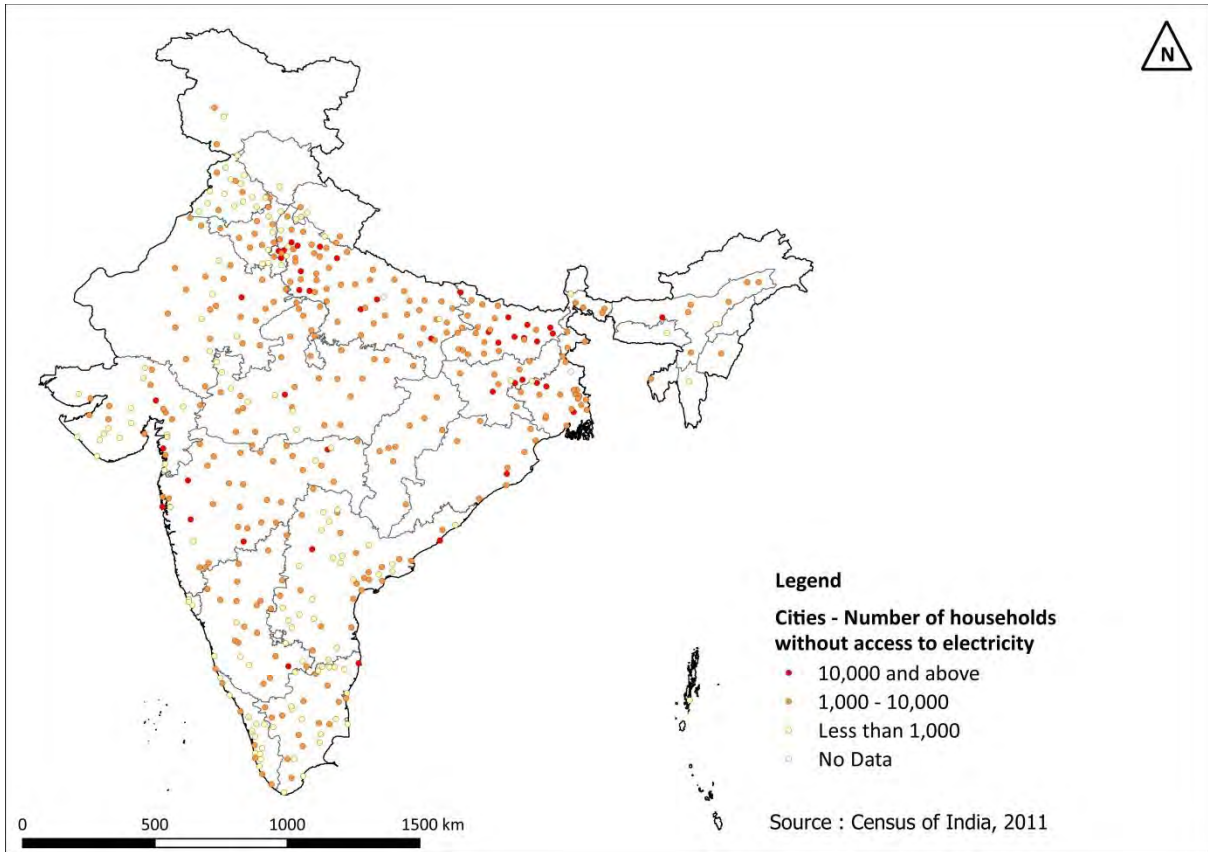 N
Legend
Cities - Number of households
without access to electricity
10,000 and above
1,000 - 10,000
Less than 1,000
No Data
0 500 1000 1500 km
Source : Census of India, 2011